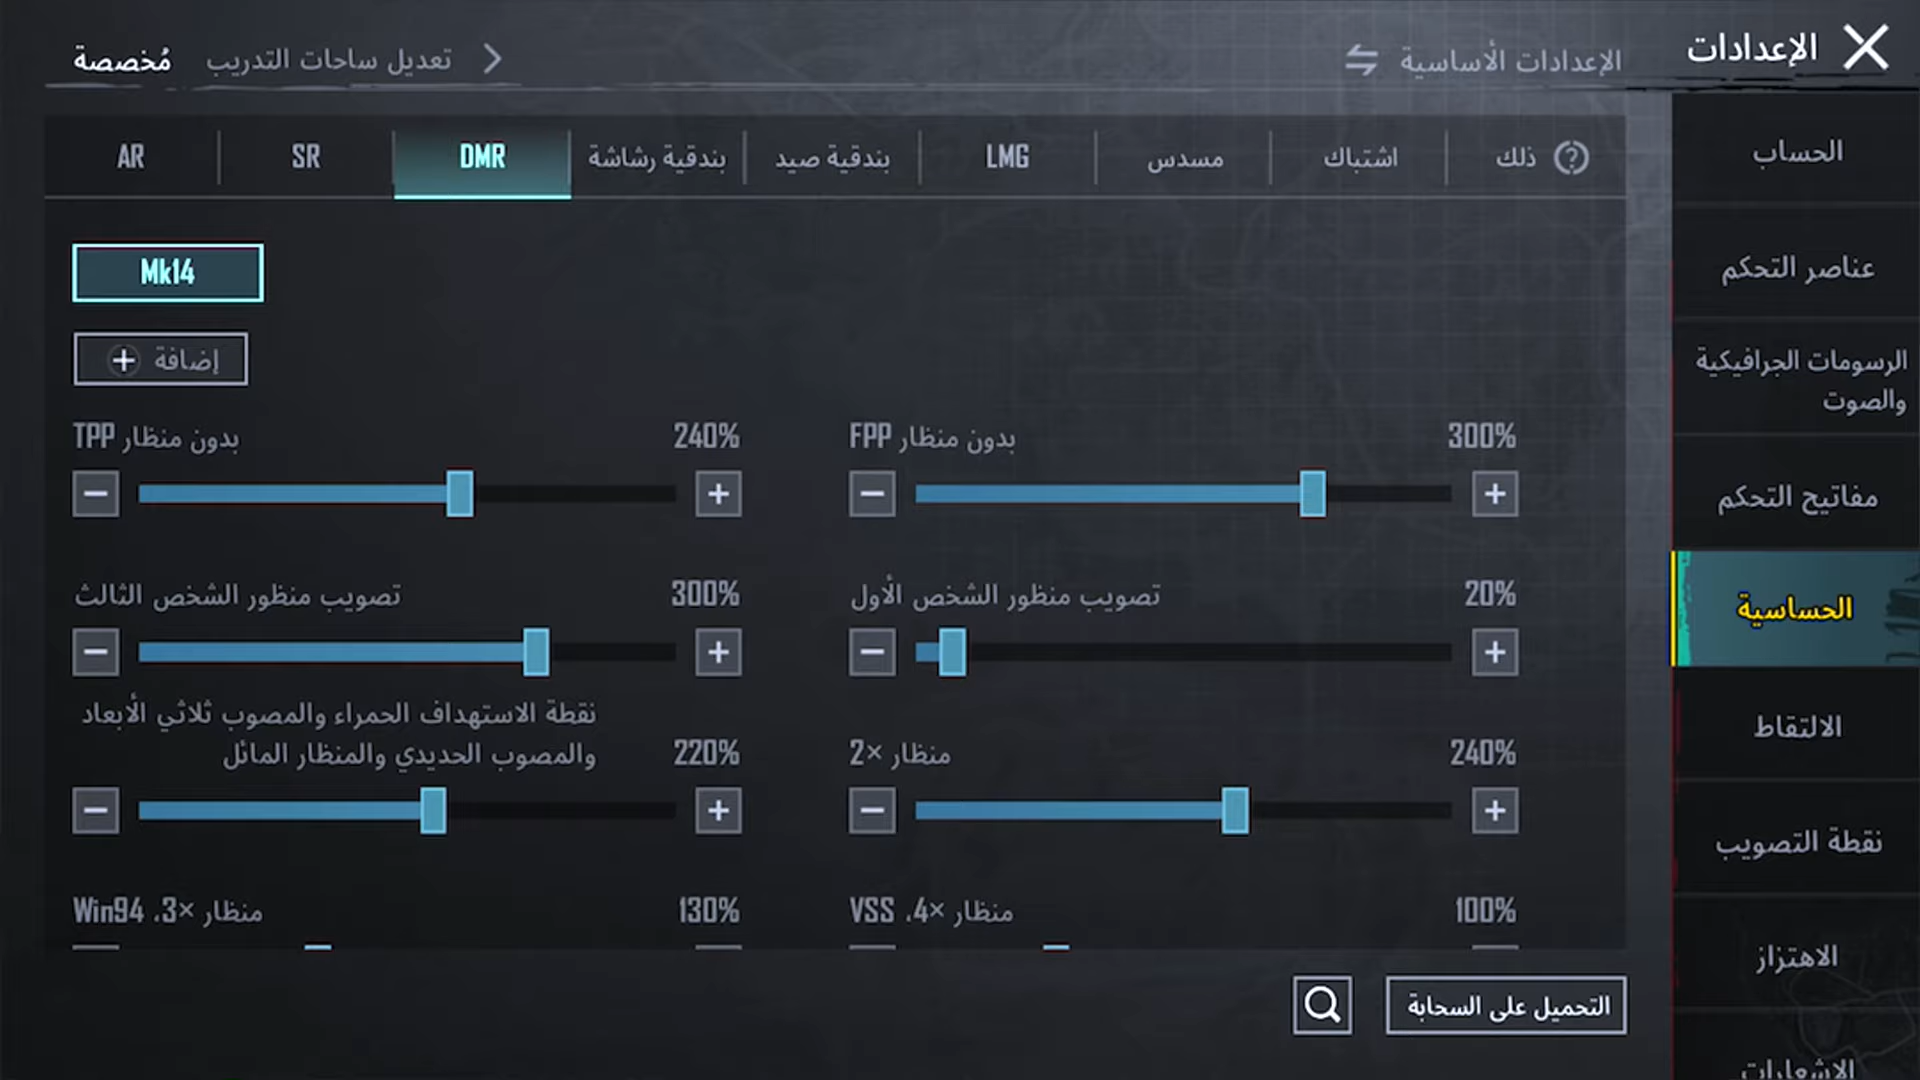 الإعدادات
الإعدادات الأساسية
تعديل ساحات التدريب
مُخصصة
AR
SR
DMR
بندقية رشاشة
بندقية صيد
LMG
مسدس
اشتباك
ذلك
Mk14
إضافة
بدون منظار TPP
240%
بدون منظار FPP
300%
تصويب منظور الشخص الثالث
300%
تصويب منظور الشخص الأول
20%
نقطة الاستهداف الحمراء والمصوب ثلاثي الأبعاد
والمصوب الحديدي والمنظار المائل
220%
منظار ×2
240%
منظار ×3، Win94
130%
منظار ×4، VSS
100%
التحميل على السحابة
الحساب
عناصر التحكم
الرسومات الجرافيكية
والصوت
مفاتيح التحكم
الحساسية
الالتقاط
نقطة التصويب
الاهتزاز
الإشعارات